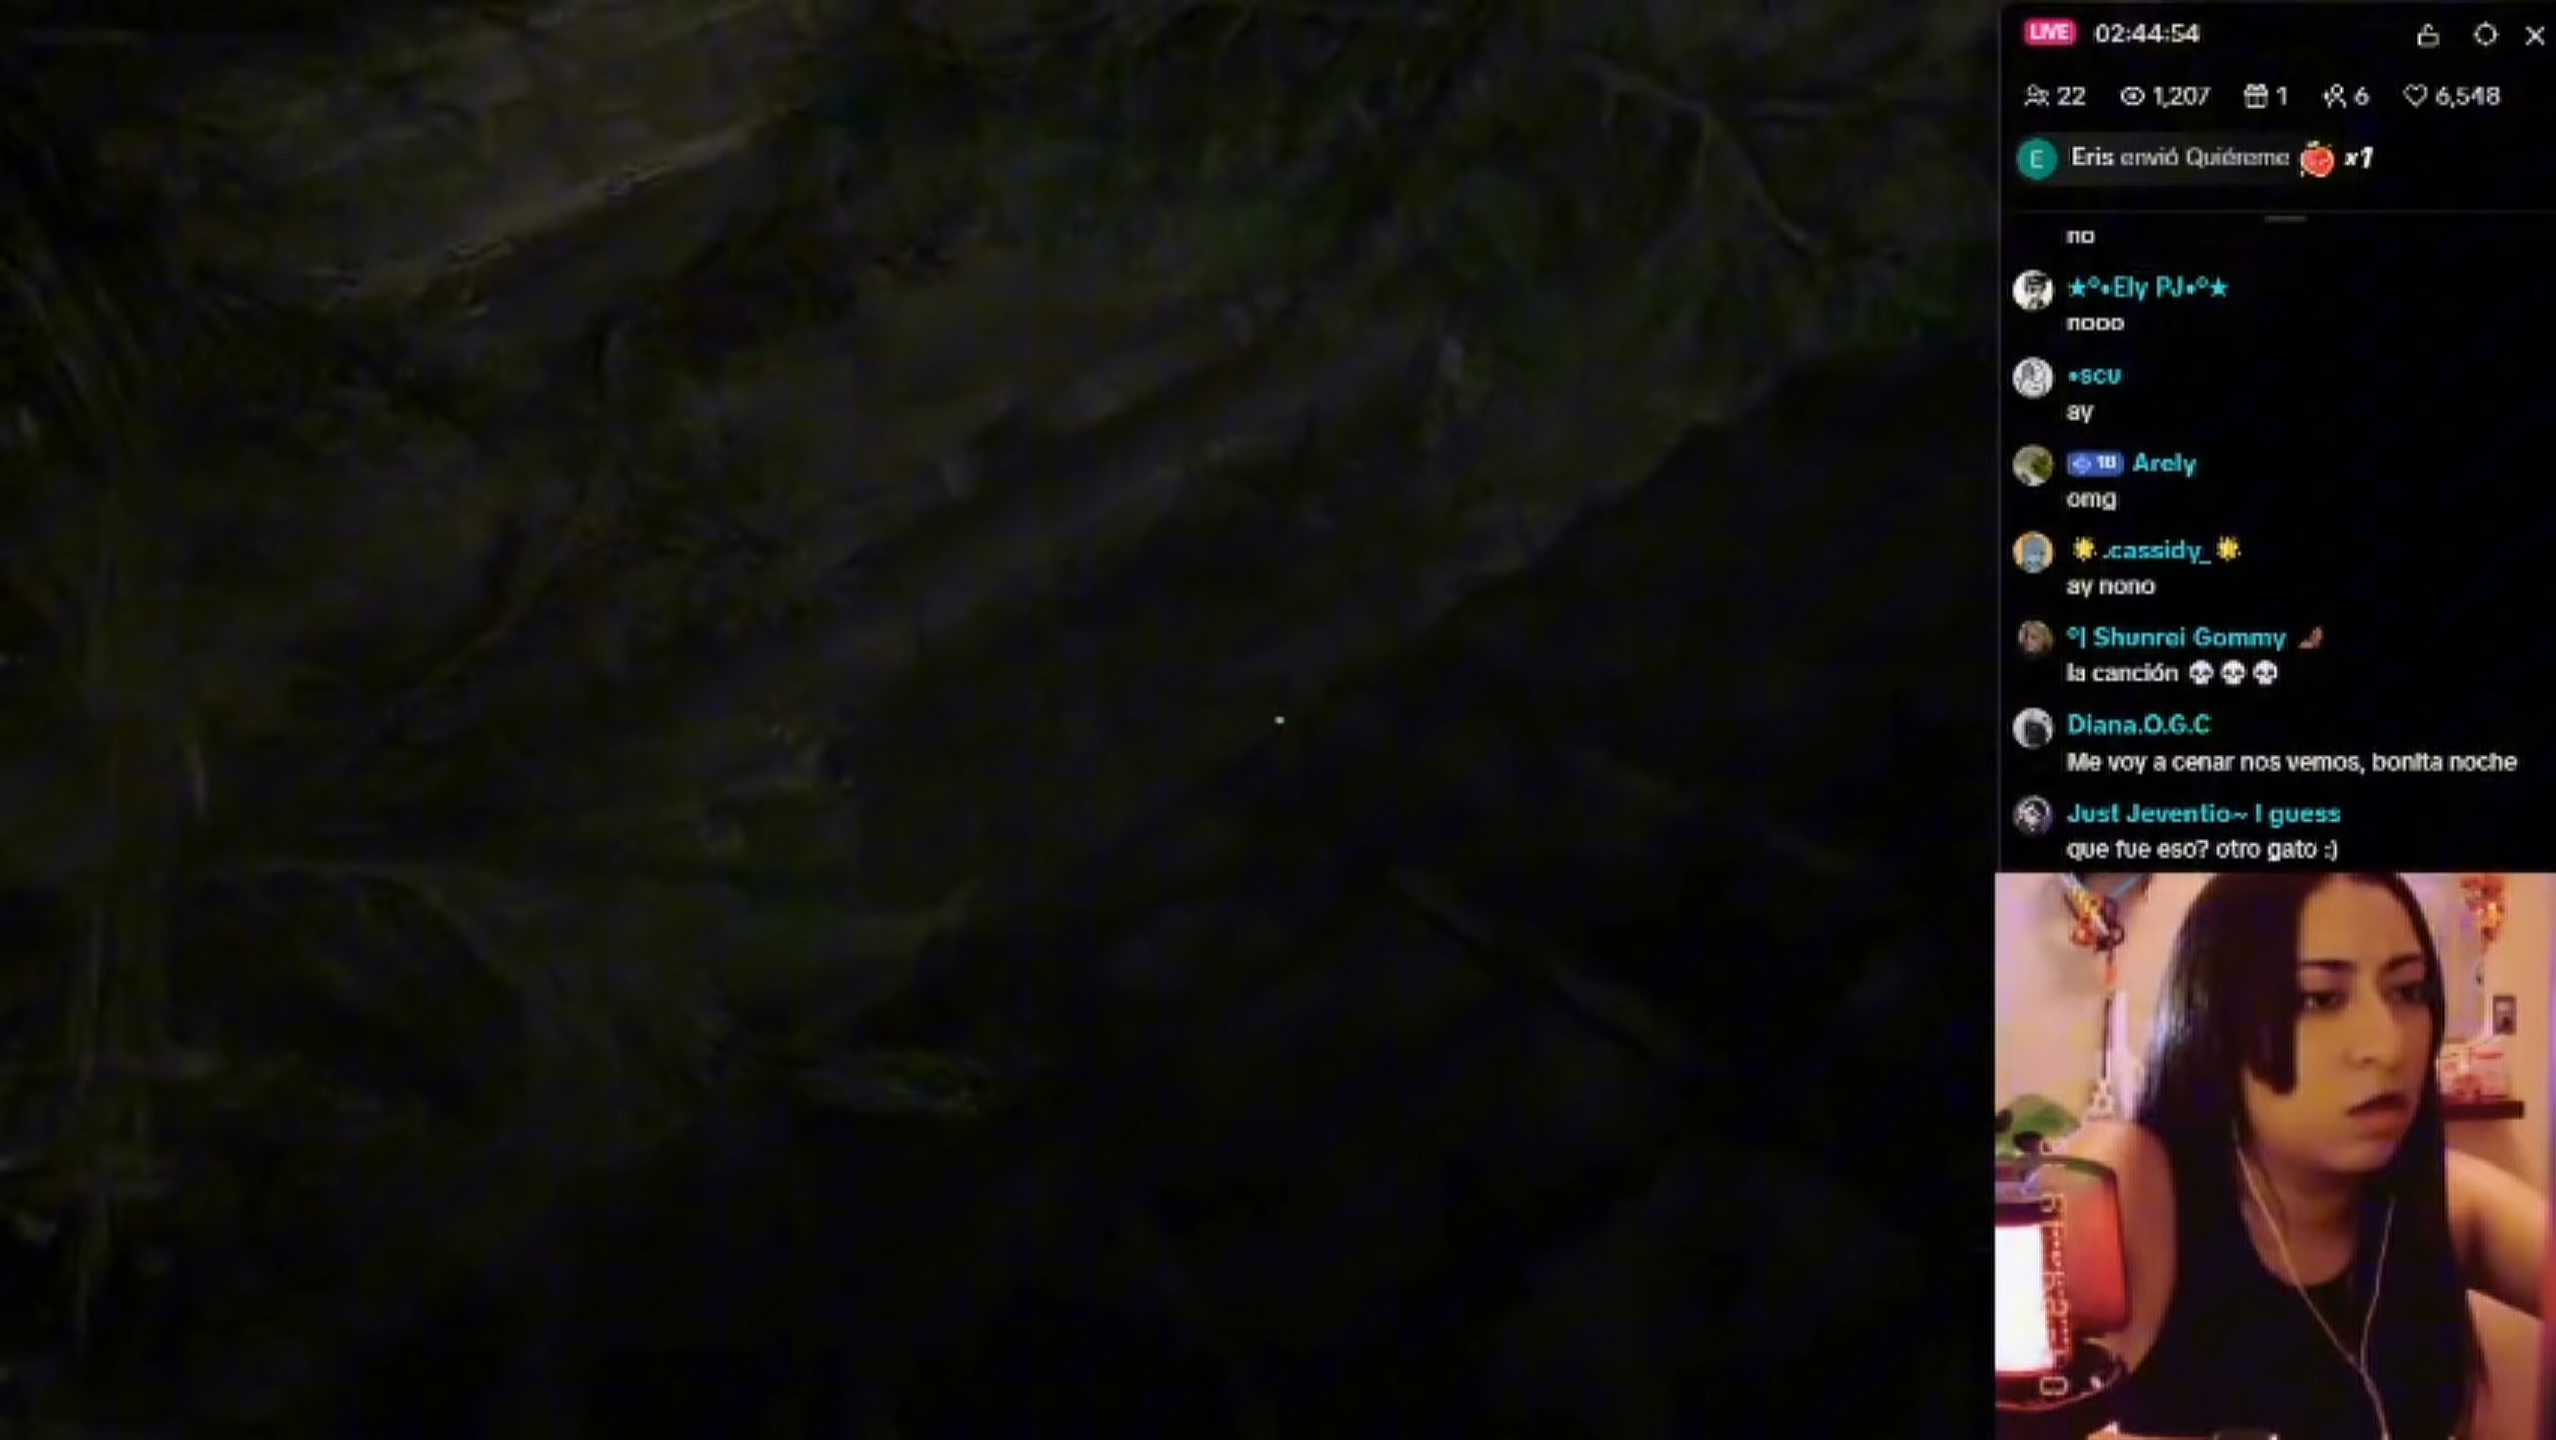 LIVE 02:44:54
22 1,207 1 6 6,548
E Eris envió Quiéreme x1
no
★°•Ely PJ•°★
nooo
•scu
ay
18 Arely
omg
🌟.cassidy_🌟
ay nono
°| Shunrei Gommy
la canción 💀💀💀
Diana.O.G.C
Me voy a cenar nos vemos, bonita noche
Just Jeventio~ I guess
que fue eso? otro gato :)